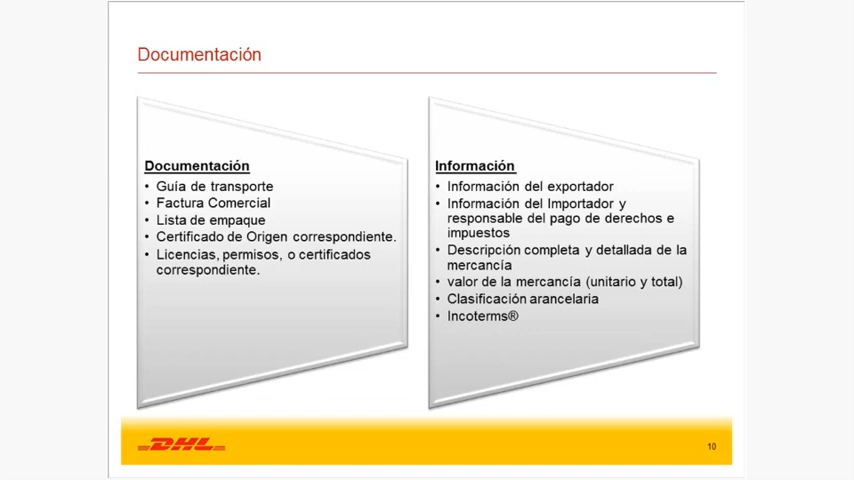 Documentación
Documentación
• Guía de transporte
• Factura Comercial
• Lista de empaque
• Certificado de Origen correspondiente.
• Licencias, permisos, o certificados
correspondiente.
Información
• Información del exportador
• Información del Importador y
responsable del pago de derechos e
impuestos
• Descripción completa y detallada de la
mercancía
• valor de la mercancía (unitario y total)
• Clasificación arancelaria
• Incoterms®
DHL
10